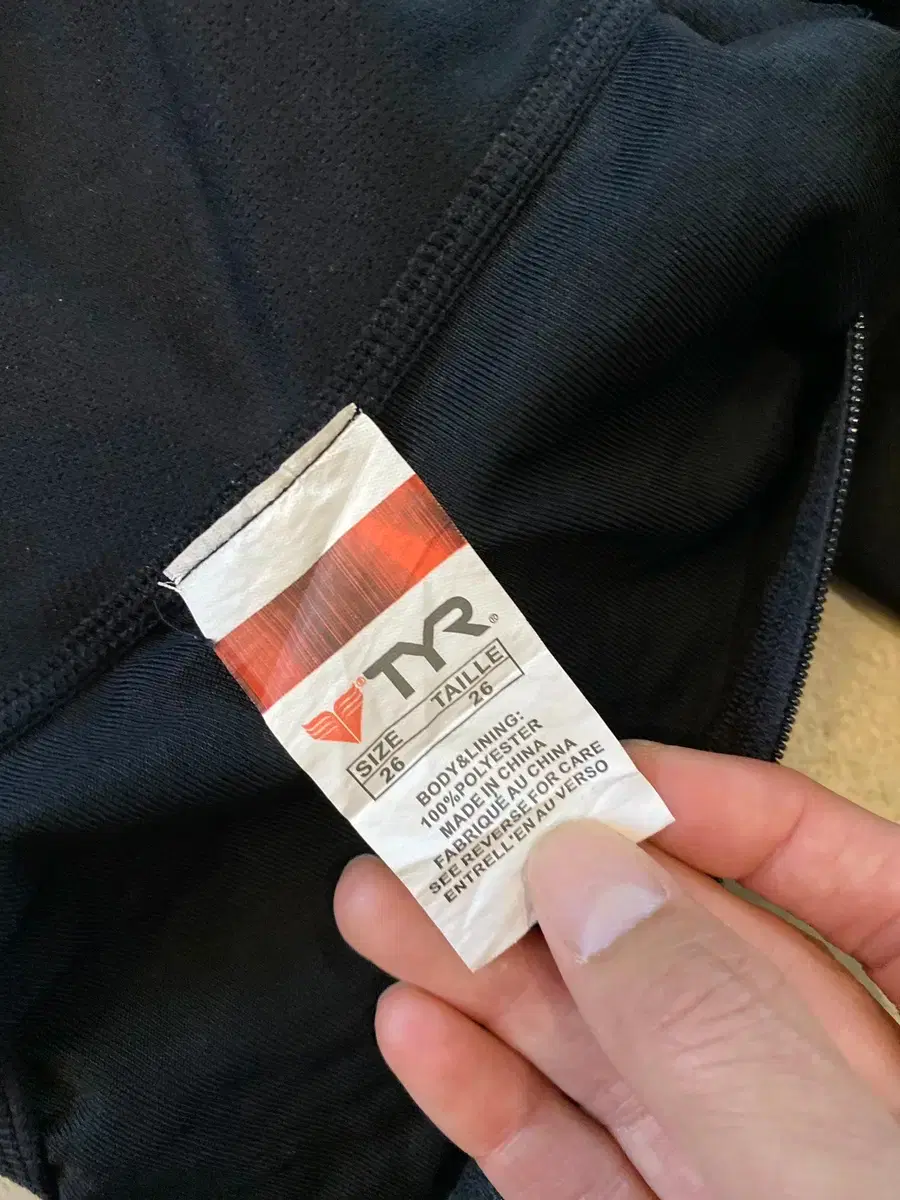 TYR®
®
SIZE TAILLE
26 26
BODY&LINING:
100%POLYESTER
MADE IN CHINA
FABRIQUÉ AU CHINA
SEE REVERSE FOR CARE
ENTRELL'EN AU VERSO